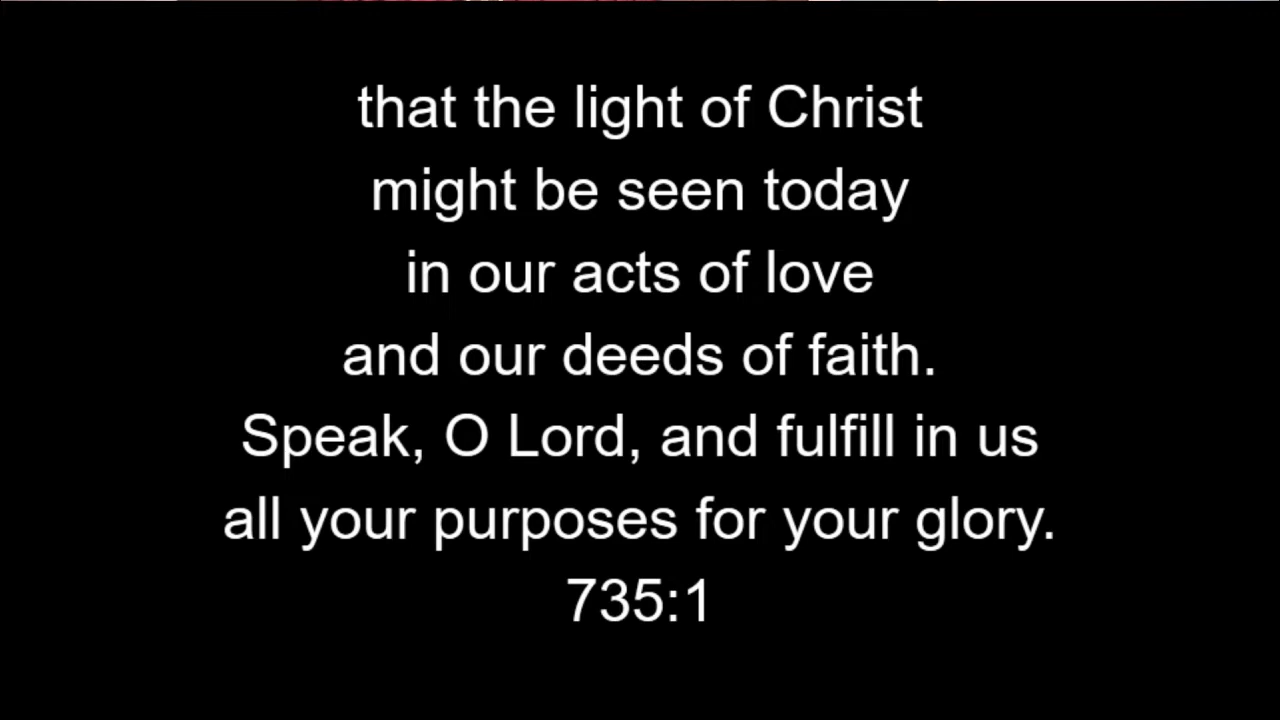 that the light of Christ
might be seen today
in our acts of love
and our deeds of faith.
Speak, O Lord, and fulfill in us
all your purposes for your glory.
735:1